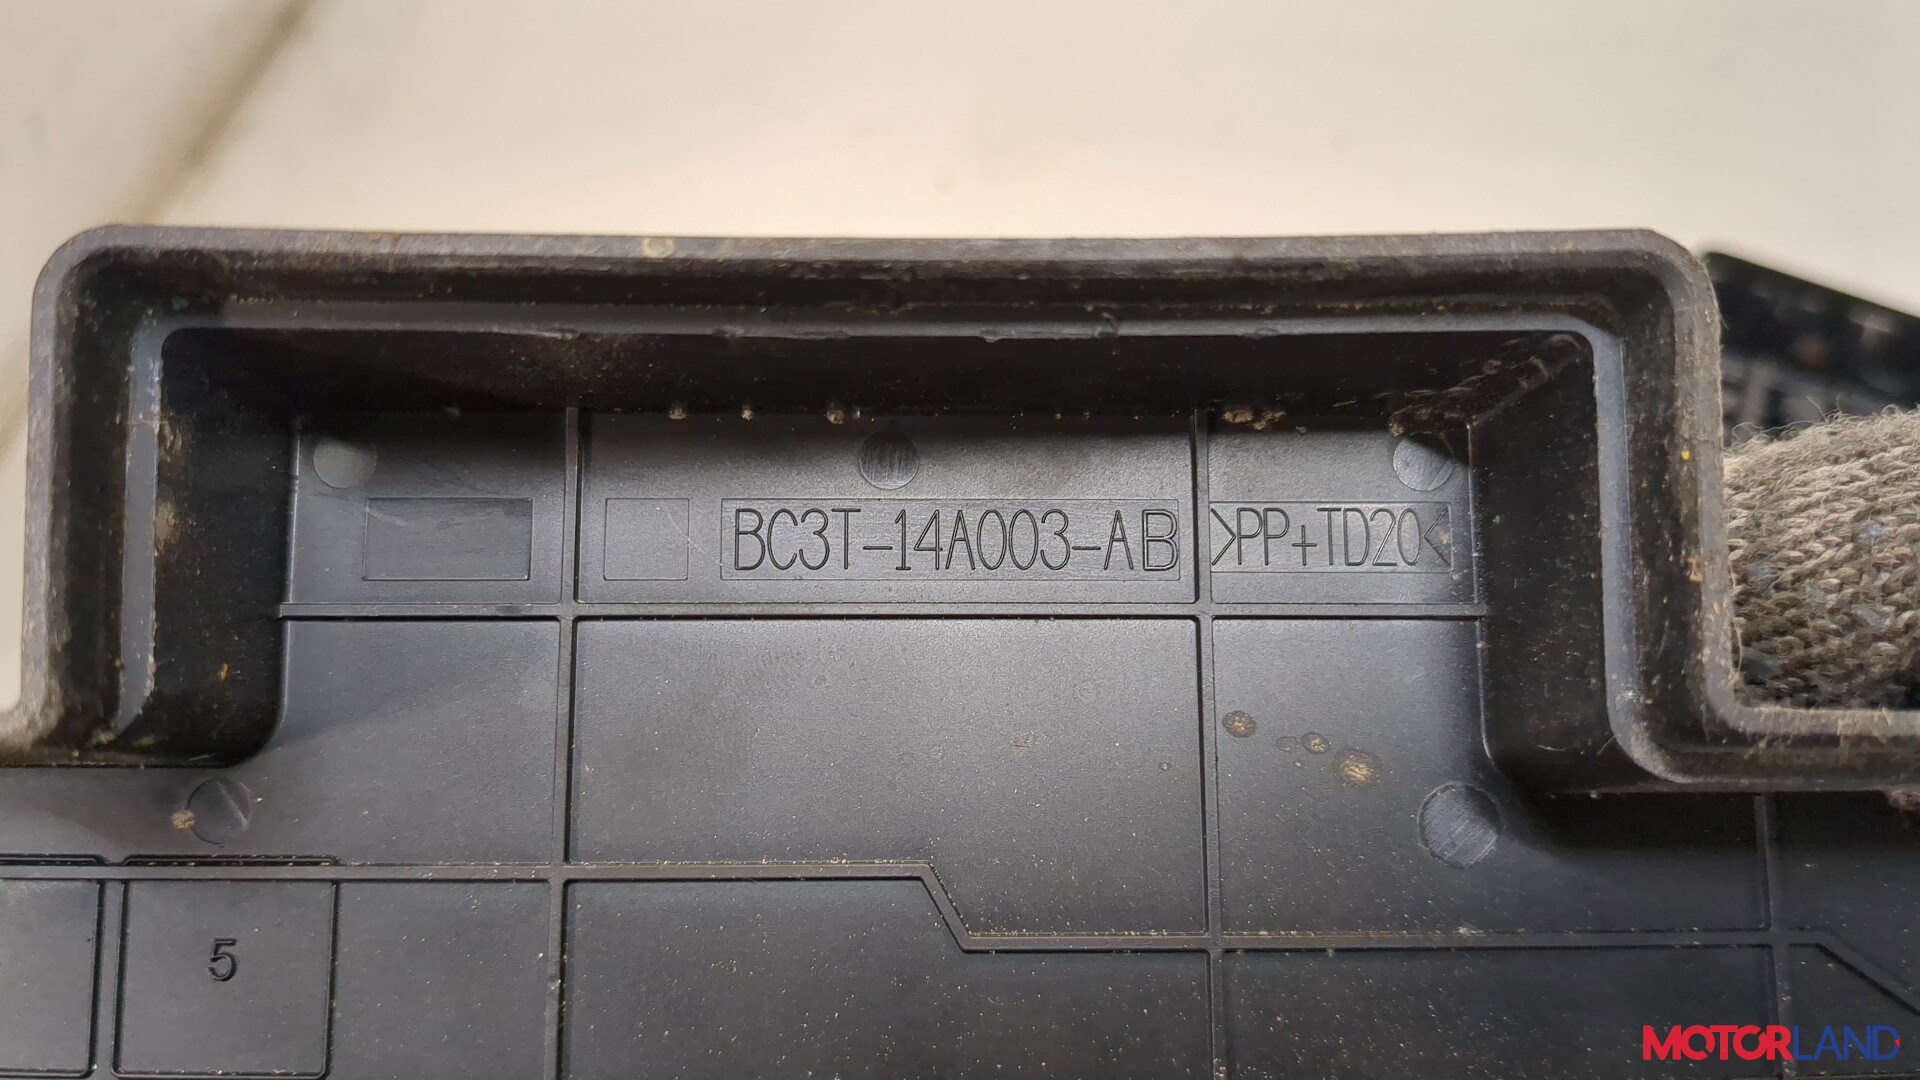 BC3T-14A003-AB >PP+TD20<
5
MOTORLAND